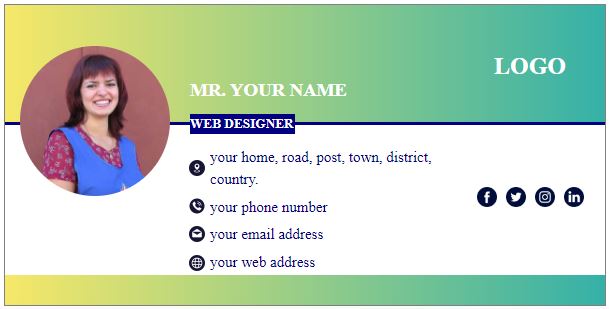 LOGO
MR. YOUR NAME
WEB DESIGNER
your home, road, post, town, district,
country.
your phone number
your email address
your web address